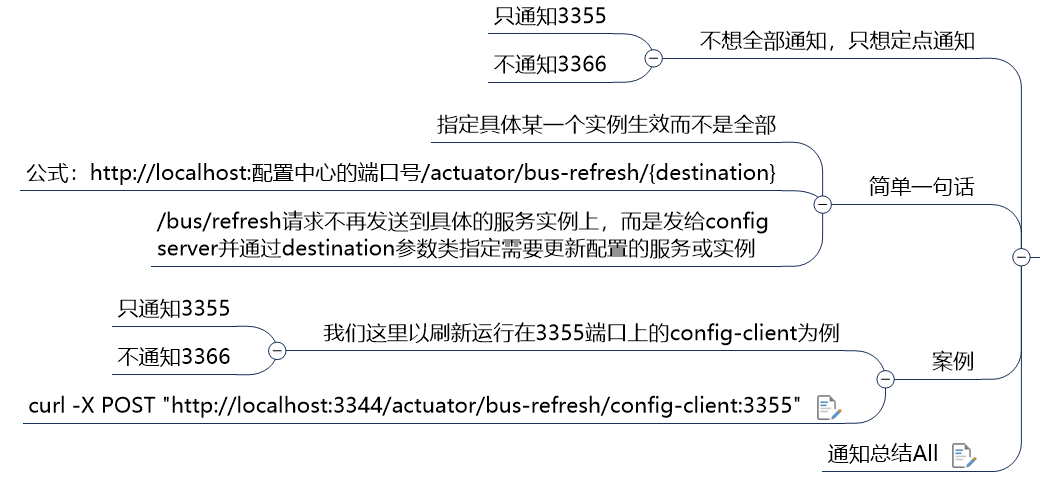 只通知3355
不通知3366
不想全部通知，只想定点通知
指定具体某一个实例生效而不是全部
公式：http://localhost:配置中心的端口号/actuator/bus-refresh/{destination}
/bus/refresh请求不再发送到具体的服务实例上，而是发给config
server并通过destination参数类指定需要更新配置的服务或实例
简单一句话
只通知3355
不通知3366
我们这里以刷新运行在3355端口上的config-client为例
curl -X POST "http://localhost:3344/actuator/bus-refresh/config-client:3355"
案例
通知总结All